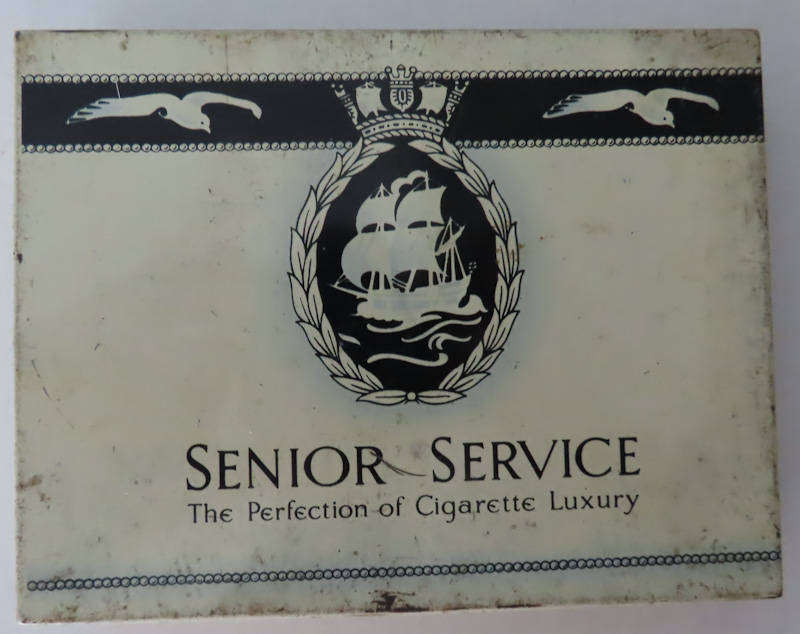 SENIOR SERVICE
The Perfection of Cigarette Luxury